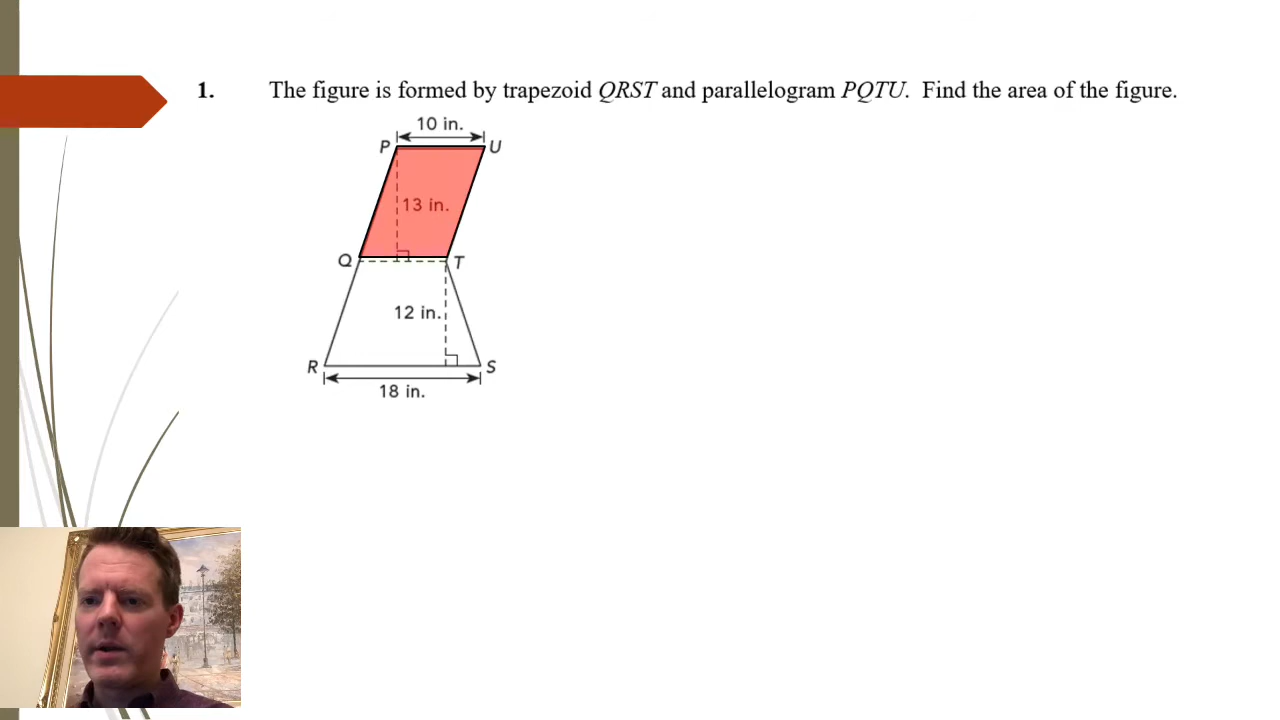 1. The figure is formed by trapezoid QRST and parallelogram PQTU. Find the area of the figure.
10 in.
P U
13 in.
Q T
12 in.
R S
18 in.